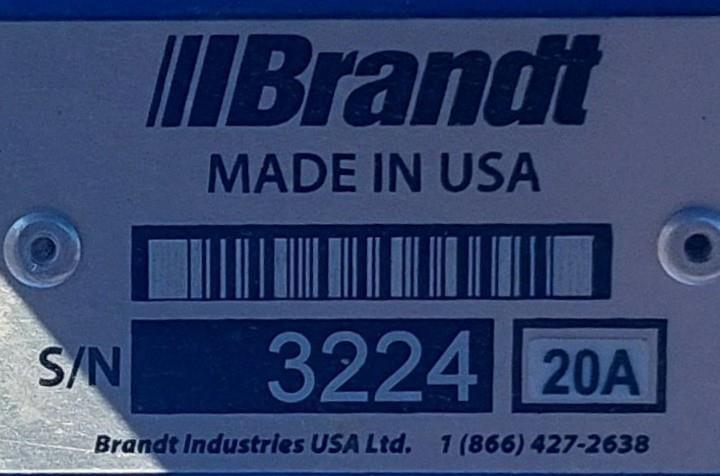 Brandt
MADE IN USA
S/N 3224 20A
Brandt Industries USA Ltd. 1 (866) 427-2638